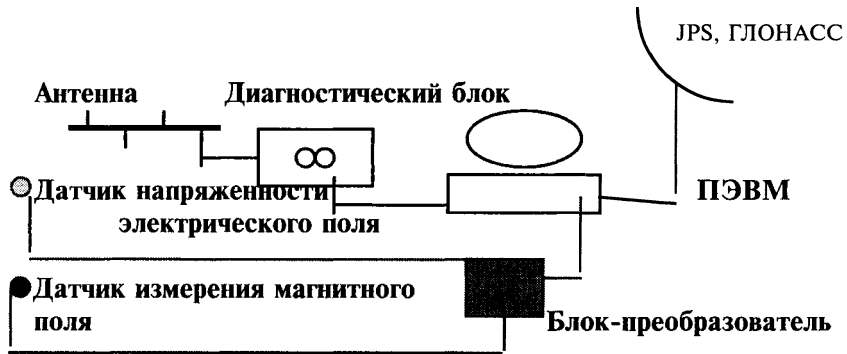 JPS, ГЛОНАСС
Антенна
Диагностический блок
Датчик напряженности
электрического поля
ПЭВМ
Датчик измерения магнитного
поля
Блок-преобразователь